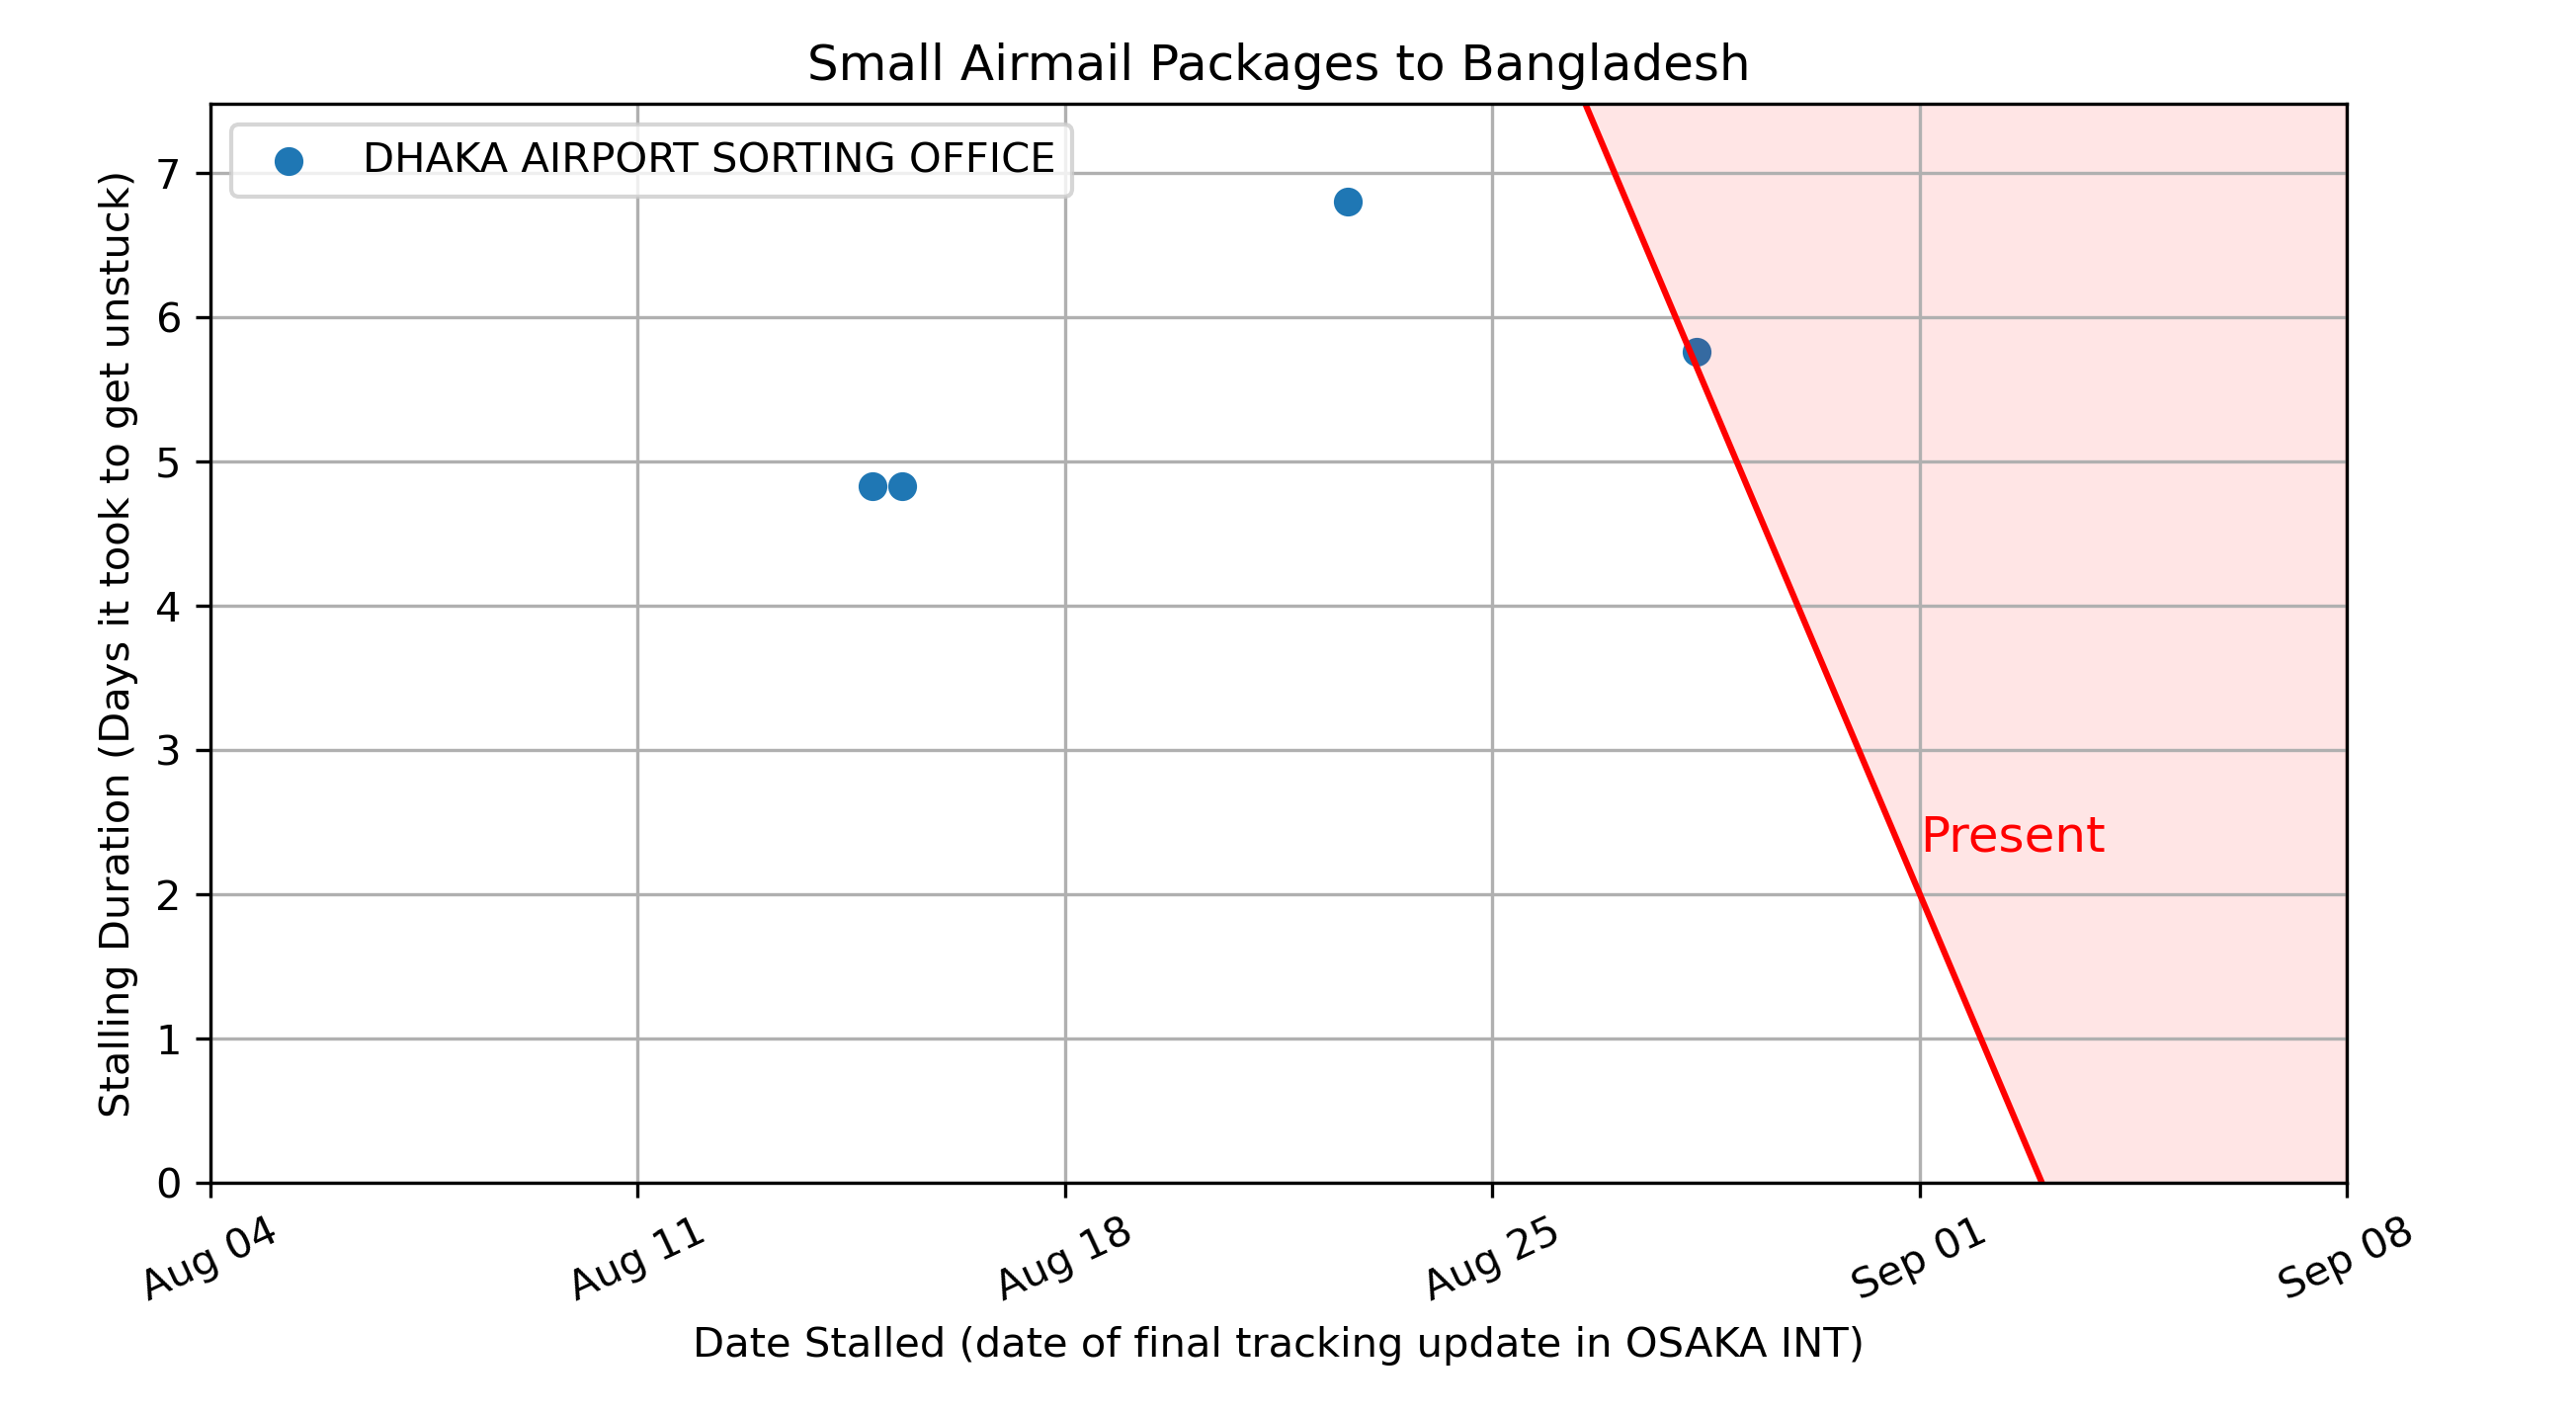 Small Airmail Packages to Bangladesh
DHAKA AIRPORT SORTING OFFICE
Stalling Duration (Days it took to get unstuck)
7
6
5
4
3
2
1
0
Present
Aug 04
Aug 11
Aug 18
Aug 25
Sep 01
Sep 08
Date Stalled (date of final tracking update in OSAKA INT)